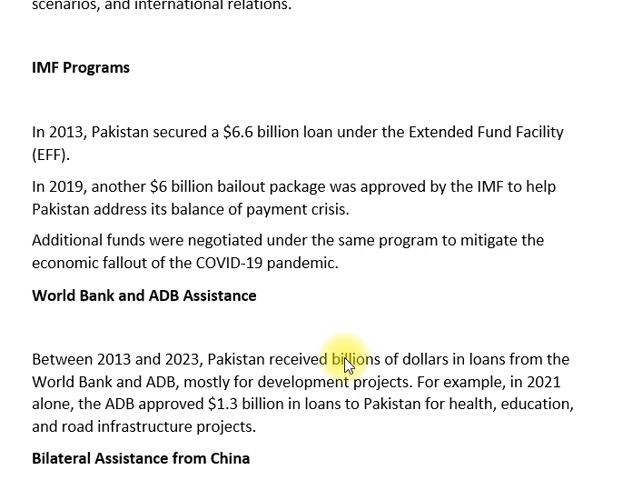 scenarios, and international relations.
IMF Programs
In 2013, Pakistan secured a $6.6 billion loan under the Extended Fund Facility
(EFF).
In 2019, another $6 billion bailout package was approved by the IMF to help
Pakistan address its balance of payment crisis.
Additional funds were negotiated under the same program to mitigate the
economic fallout of the COVID-19 pandemic.
World Bank and ADB Assistance
Between 2013 and 2023, Pakistan received billions of dollars in loans from the
World Bank and ADB, mostly for development projects. For example, in 2021
alone, the ADB approved $1.3 billion in loans to Pakistan for health, education,
and road infrastructure projects.
Bilateral Assistance from China